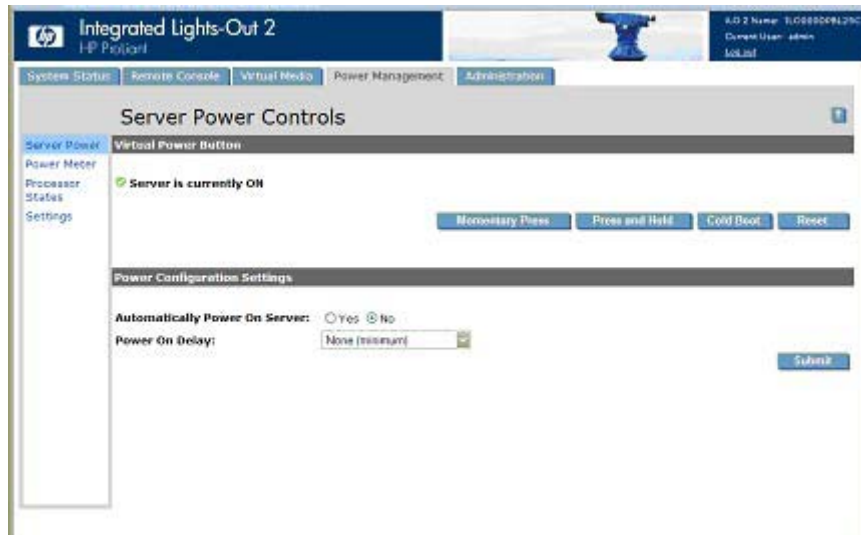 hp
Integrated Lights-Out 2
HP ProLiant
Current User: admin
Log out
System Status
Remote Console
Virtual Media
Power Management
Administration
Server Power Controls
?
Server Power
Power Meter
Processor
States
Settings
Virtual Power Button
Server is currently ON
Momentary Press
Press and Hold
Cold Boot
Reset
Power Configuration Settings
Automatically Power On Server:
Yes
No
Power On Delay:
None (minimum)
Submit